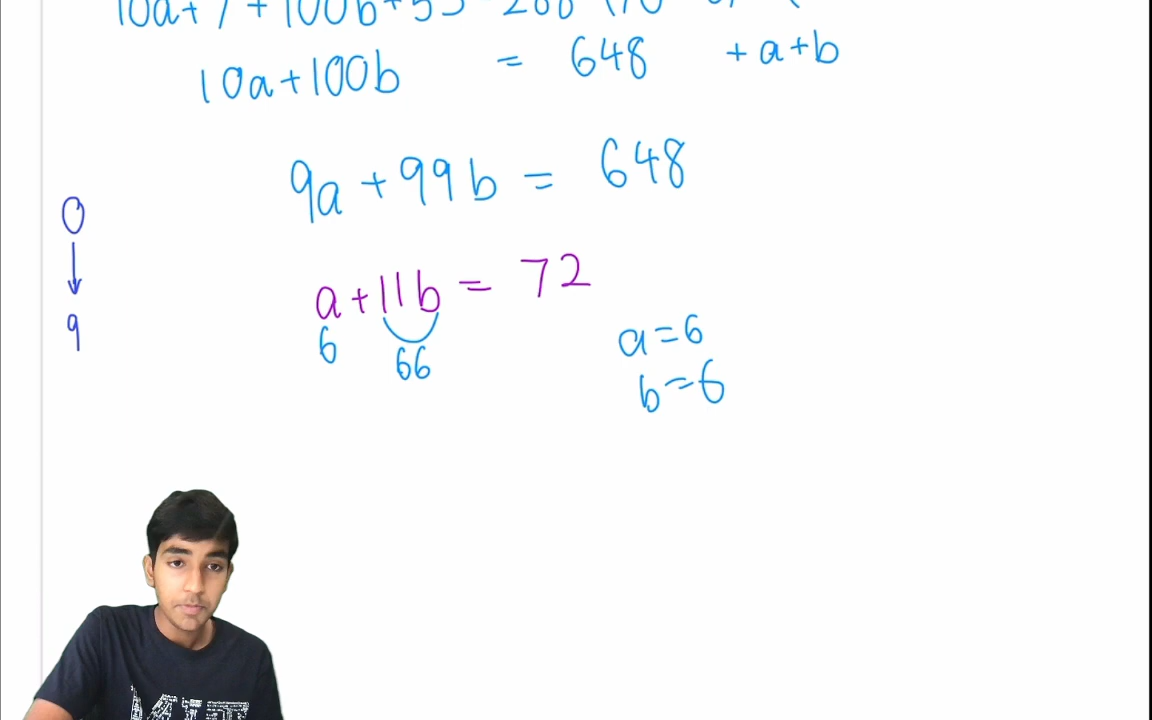 10a+100b = 648 +a+b
9a+99b = 648
0
a+11b = 72
9
6 66
a=6
b=6